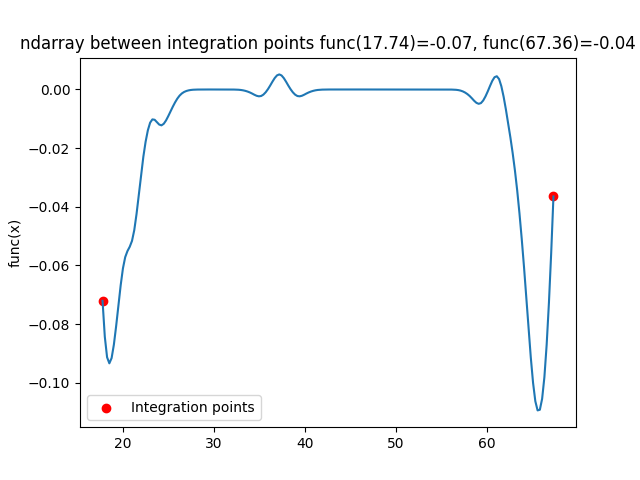 ndarray between integration points func(17.74)=-0.07, func(67.36)=-0.04
0.00
−0.02
−0.04
−0.06
−0.08
−0.10
func(x)
Integration points
20 30 40 50 60